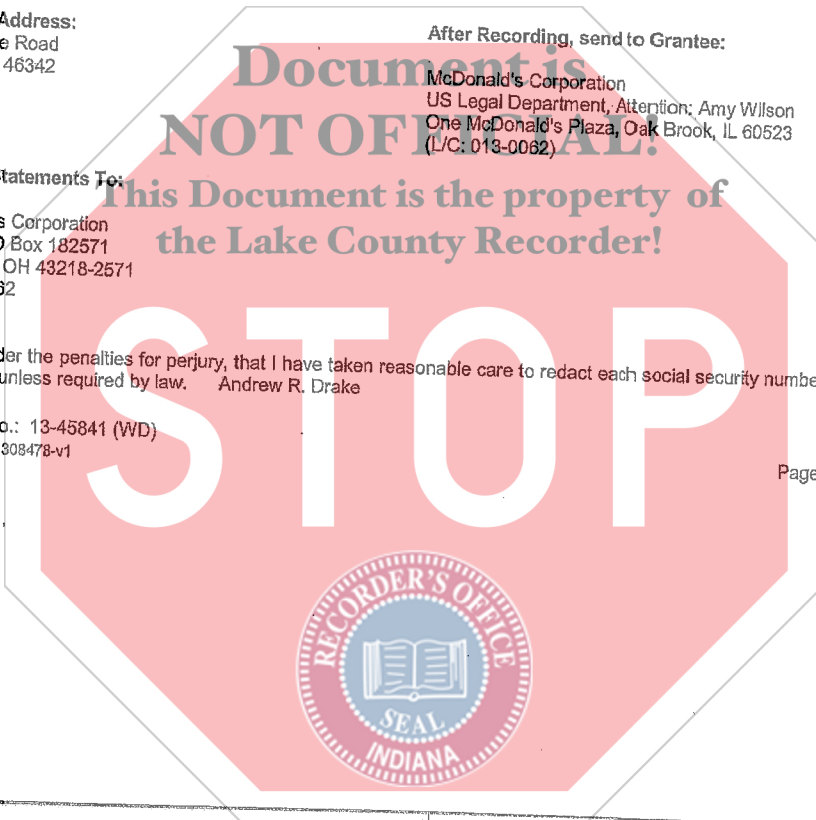 Address:
e Road
46342
After Recording, send to Grantee:
McDonald's Corporation
US Legal Department, Attention: Amy Wilson
One McDonald's Plaza, Oak Brook, IL 60523
(L/C: 013-0062)
Document is
NOT OFFICIAL!
This Document is the property of
the Lake County Recorder!
tatements To:
s Corporation
O Box 182571
OH 43218-2571
62
STOP
der the penalties for perjury, that I have taken reasonable care to redact each social security numbe
unless required by law. Andrew R. Drake
o.: 13-45841 (WD)
308478-v1
Page
RECORDER'S OFFICE
SEAL
INDIANA